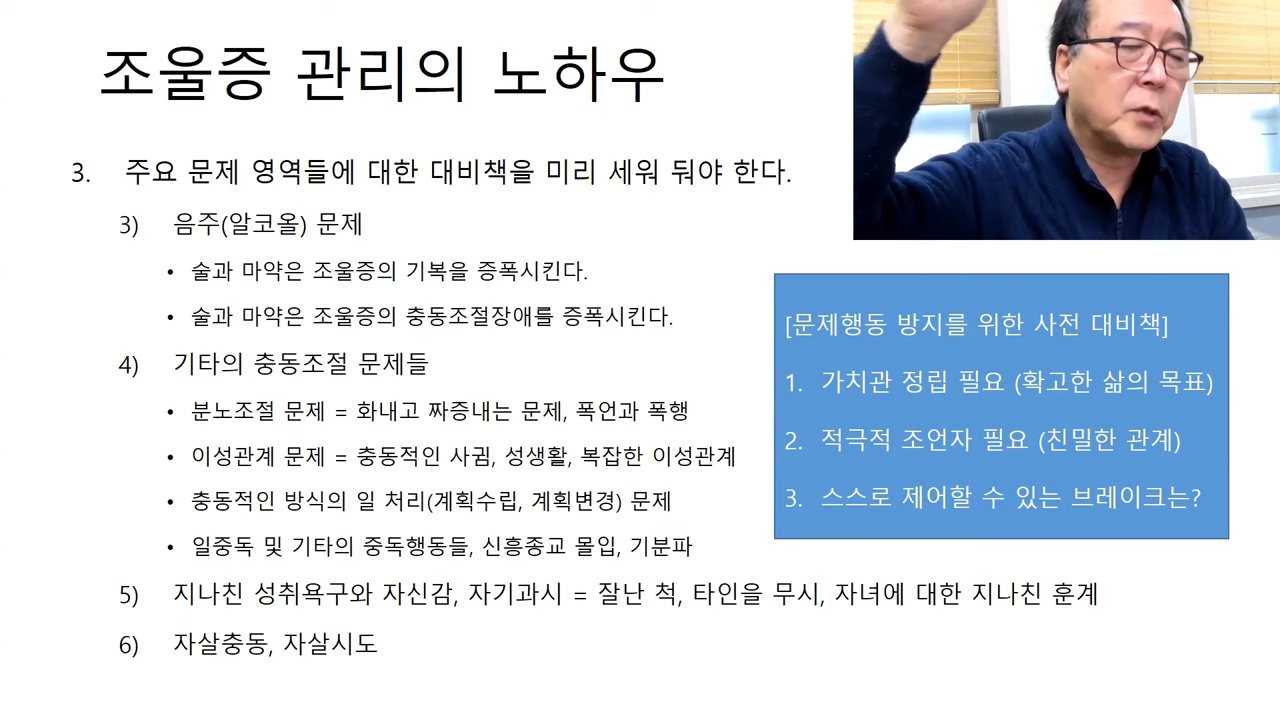 조울증 관리의 노하우
3. 주요 문제 영역들에 대한 대비책을 미리 세워 둬야 한다.
3) 음주(알코올) 문제
• 술과 마약은 조울증의 기복을 증폭시킨다.
• 술과 마약은 조울증의 충동조절장애를 증폭시킨다.
4) 기타의 충동조절 문제들
• 분노조절 문제 = 화내고 짜증내는 문제, 폭언과 폭행
• 이성관계 문제 = 충동적인 사귐, 성생활, 복잡한 이성관계
• 충동적인 방식의 일 처리(계획수립, 계획변경) 문제
• 일중독 및 기타의 중독행동들, 신흥종교 몰입, 기분파
5) 지나친 성취욕구와 자신감, 자기과시 = 잘난 척, 타인을 무시, 자녀에 대한 지나친 훈계
6) 자살충동, 자살시도
[문제행동 방지를 위한 사전 대비책]
1. 가치관 정립 필요 (확고한 삶의 목표)
2. 적극적 조언자 필요 (친밀한 관계)
3. 스스로 제어할 수 있는 브레이크는?